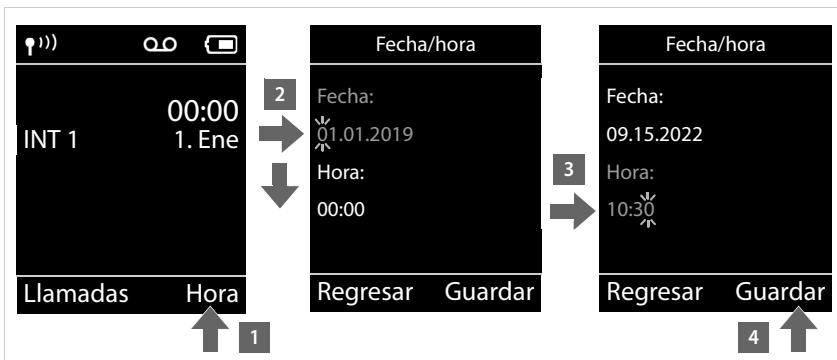 00:00
INT 1
1. Ene
Llamadas
Hora
1
2
Fecha/hora
Fecha:
01.01.2019
Hora:
00:00
Regresar
Guardar
3
Fecha/hora
Fecha:
09.15.2022
Hora:
10:30
Regresar
Guardar
4